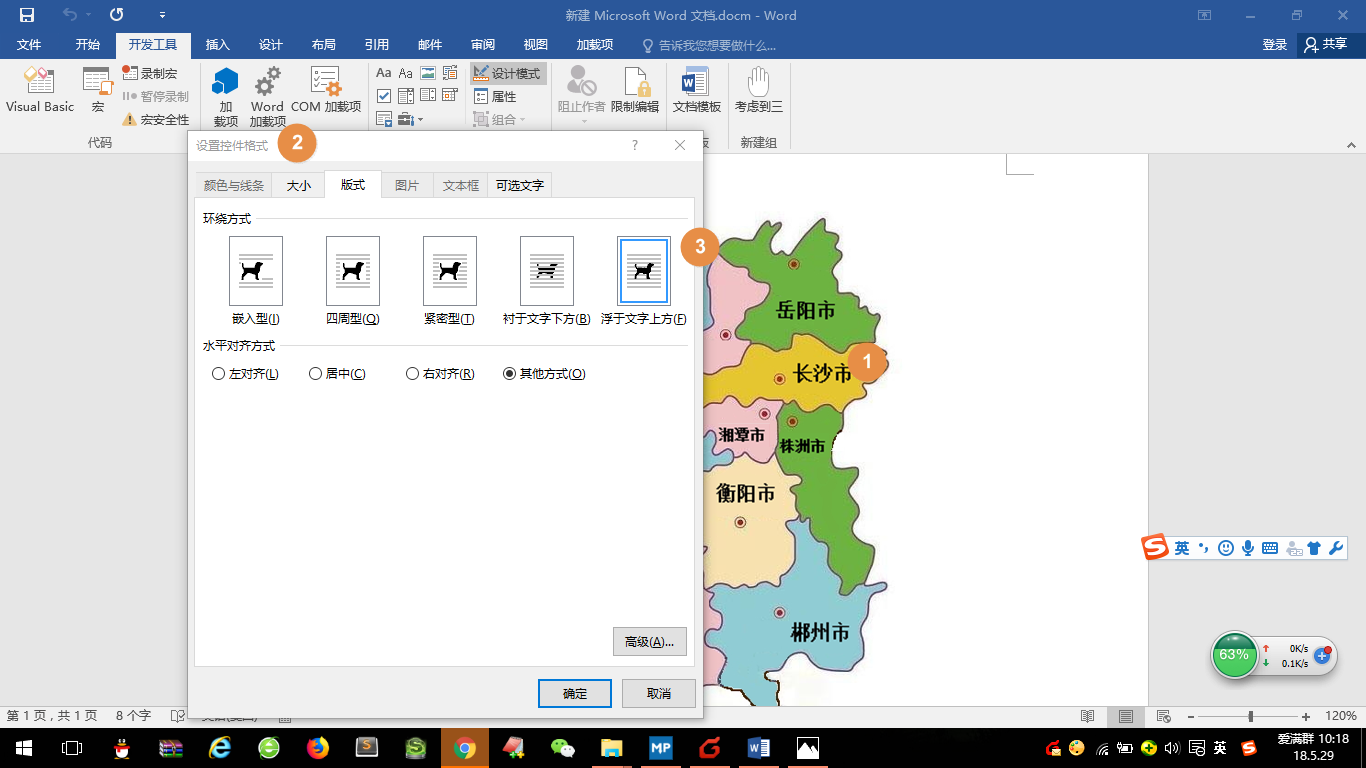 新建 Microsoft Word 文档.docm - Word
文件 开始 开发工具 插入 设计 布局 引用 邮件 审阅 视图 加载项 告诉我您想要做什么... 登录 共享
Visual Basic
宏
录制宏
暂停录制
宏安全性
代码
加载项
Word 加载项
COM 加载项
Aa Aa
设计模式
属性
组合
阻止作者
限制编辑
文档模板
考虑到三
新建组
设置控件格式
2
?
颜色与线条 大小 版式 图片 文本框 可选文字
环绕方式
3
嵌入型(I) 四周型(Q) 紧密型(T) 衬于文字下方(B) 浮于文字上方(F)
水平对齐方式
左对齐(L) 居中(C) 右对齐(R) 其他方式(O)
高级(A)...
确定 取消
岳阳市
长沙市
1
湘潭市
株洲市
衡阳市
郴州市
英
63%
0K/s
0.1K/s
第 1 页，共 1 页 8 个字
120%
MP
英
爱满群 10:18
18.5.29